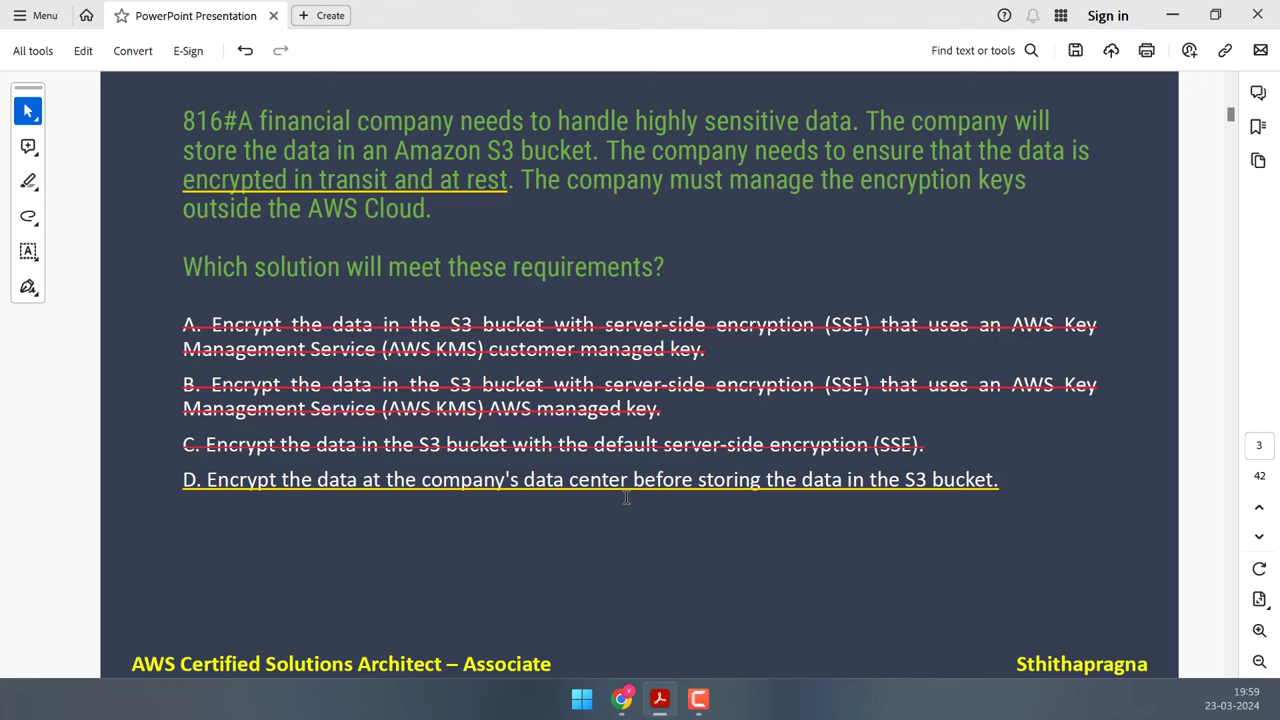 Menu
PowerPoint Presentation
Create
Sign in
All tools
Edit
Convert
E-Sign
Find text or tools
816#A financial company needs to handle highly sensitive data. The company will
store the data in an Amazon S3 bucket. The company needs to ensure that the data is
encrypted in transit and at rest. The company must manage the encryption keys
outside the AWS Cloud.
Which solution will meet these requirements?
A. Encrypt the data in the S3 bucket with server-side encryption (SSE) that uses an AWS Key
Management Service (AWS KMS) customer managed key.
B. Encrypt the data in the S3 bucket with server-side encryption (SSE) that uses an AWS Key
Management Service (AWS KMS) AWS managed key.
C. Encrypt the data in the S3 bucket with the default server-side encryption (SSE).
D. Encrypt the data at the company's data center before storing the data in the S3 bucket.
3
42
AWS Certified Solutions Architect – Associate
Sthithapragna
19:59
23-03-2024